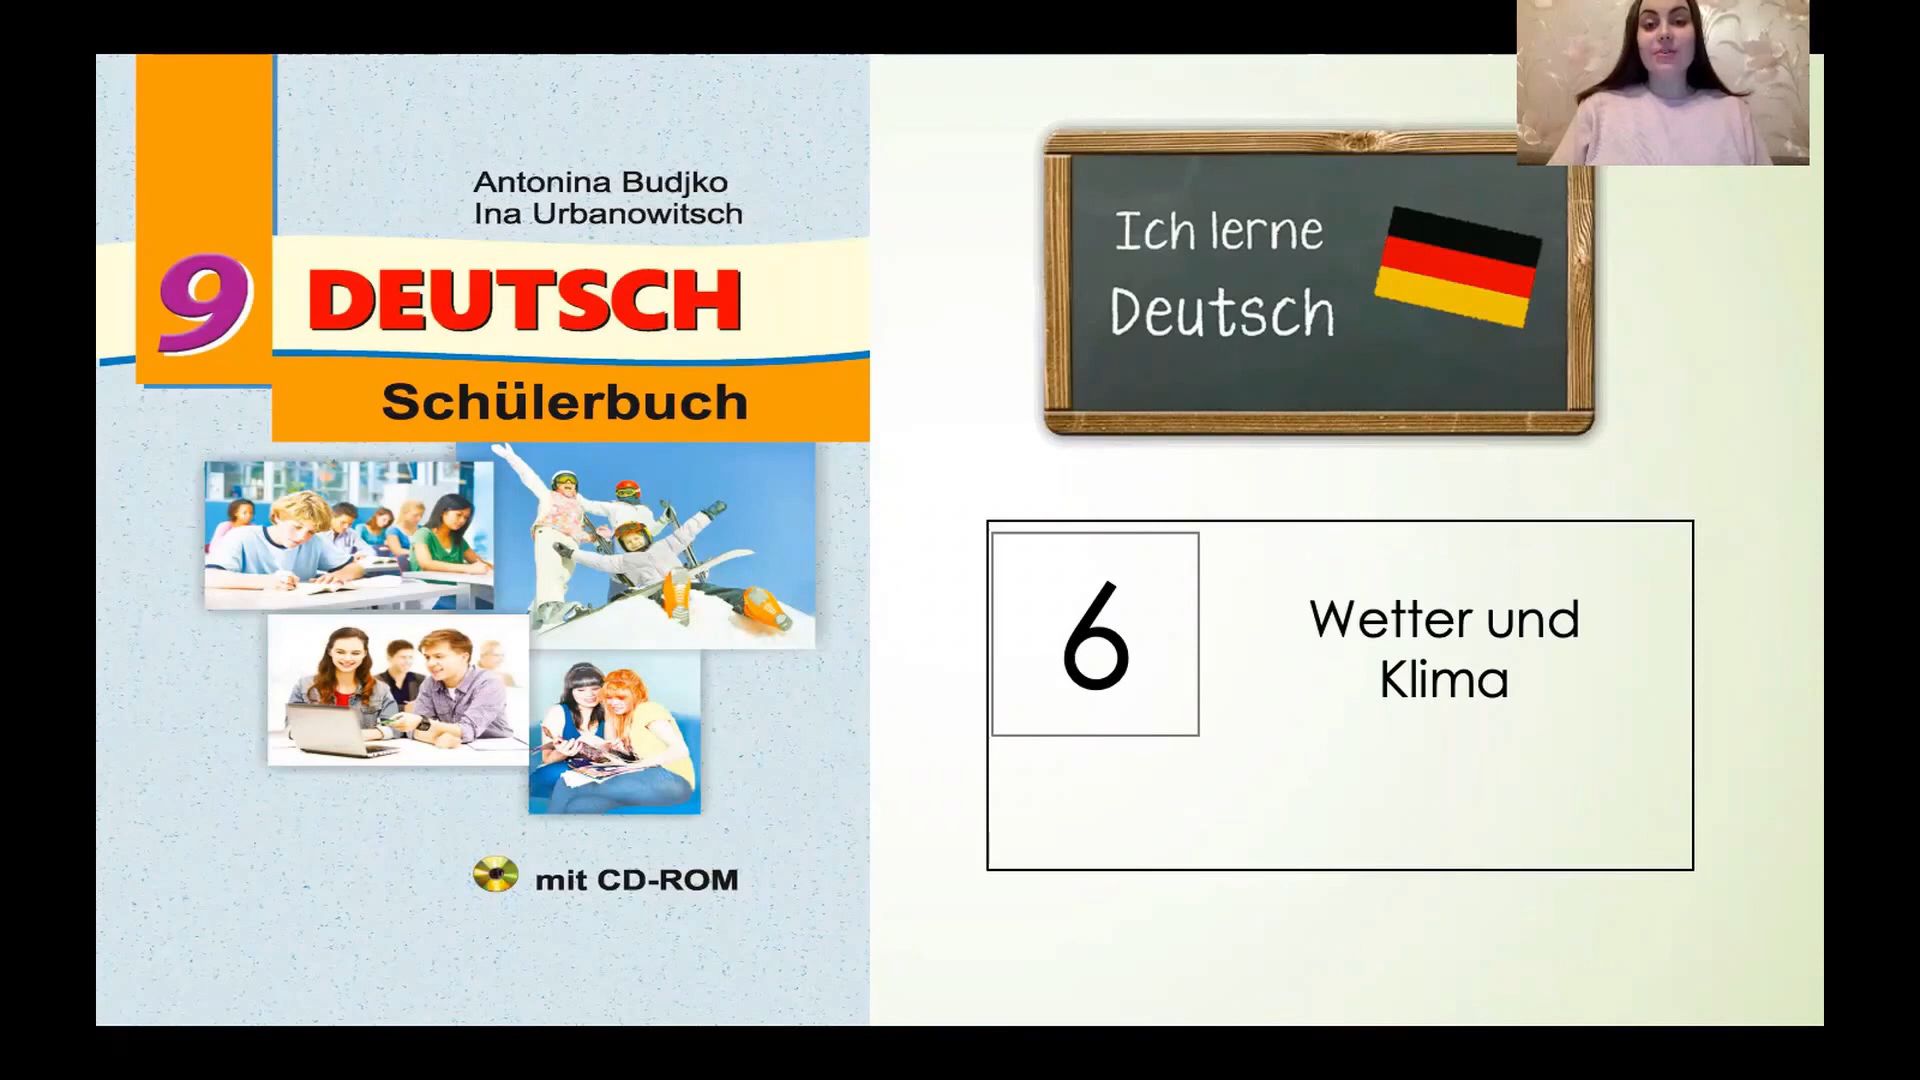 Antonina Budjko
Ina Urbanowitsch
9 DEUTSCH
Schülerbuch
mit CD-ROM
Ich lerne
Deutsch
6
Wetter und
Klima